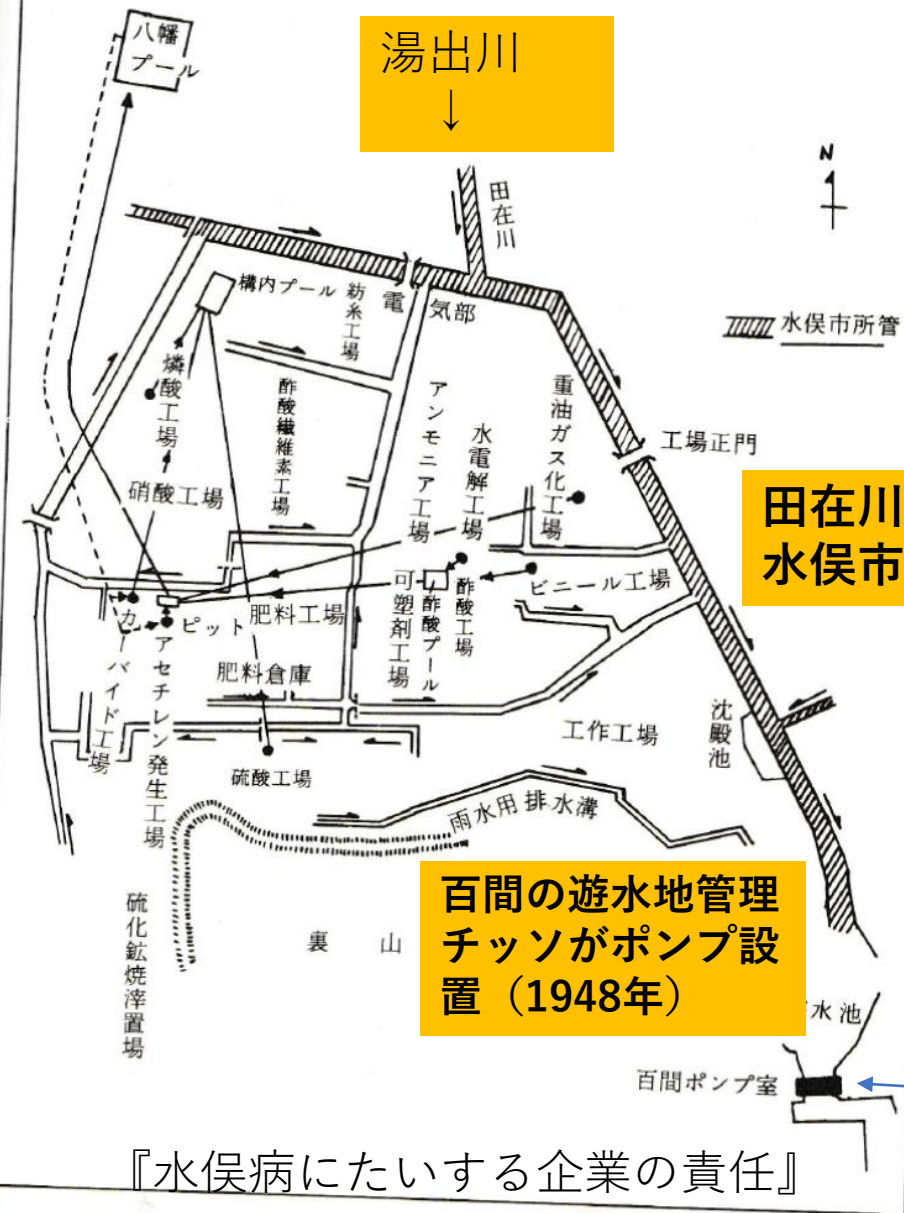 八幡
プール
湯出川
↓
N
田在川
構内プール
紡糸工場
電気部
水俣市所管
燐酸工場
酢酸繊維素工場
アンモニア工場
水電解工場
重油ガス化工場
工場正門
硝酸工場
田在川
水俣市
カーバイド工場
ピット
肥料工場
可塑剤工場
酢酸プール
酢酸工場
ビニール工場
アセチレン発生工場
肥料倉庫
硫酸工場
工作工場
沈殿池
雨水用排水溝
硫化鉱焼滓置場
裏山
百間の遊水地管理
チッソがポンプ設
置（1948年）
水池
百間ポンプ室
『水俣病にたいする企業の責任』